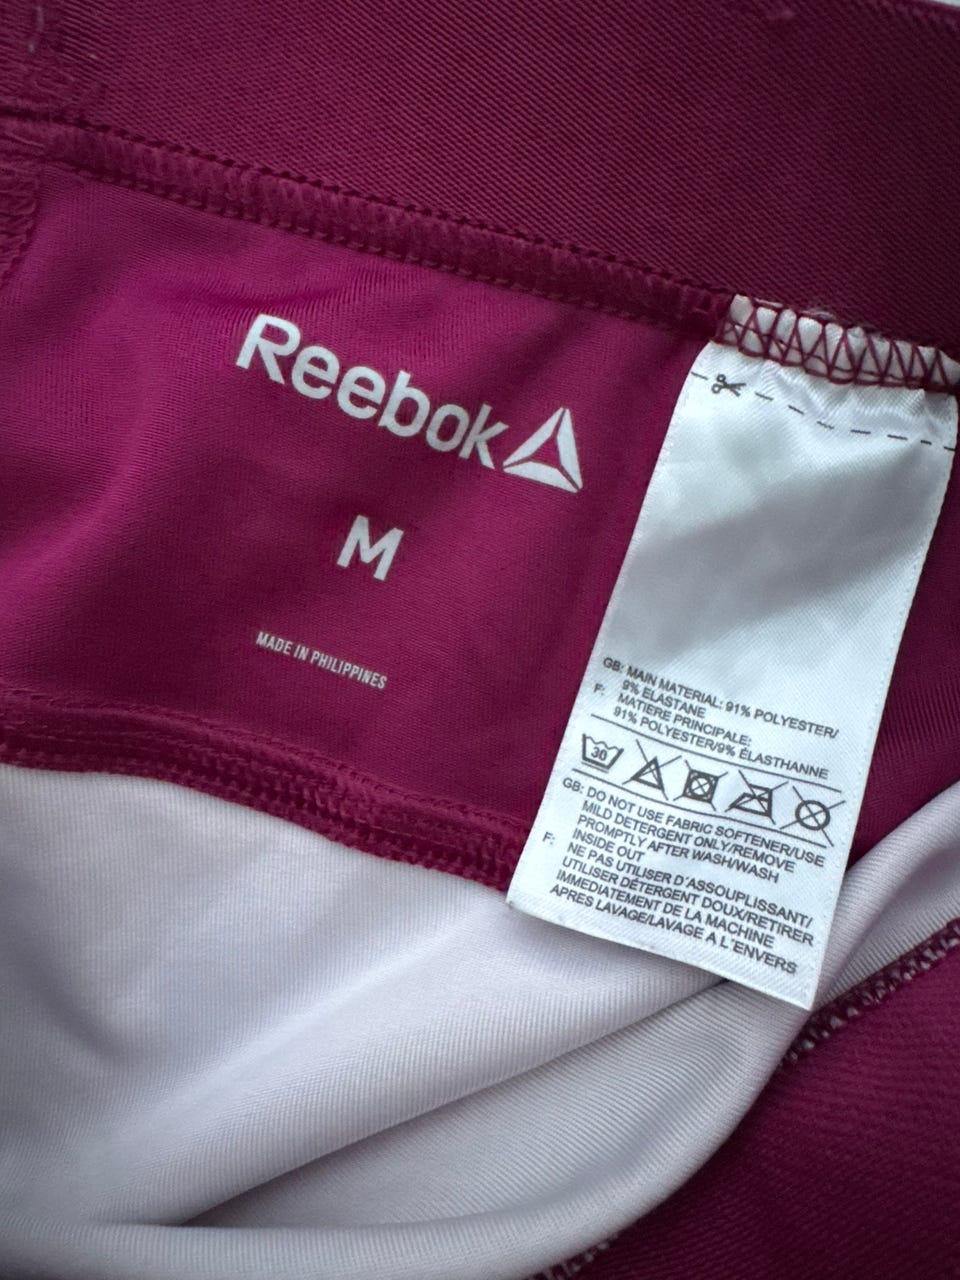 Reebok
M
MADE IN PHILIPPINES
GB: MAIN MATERIAL: 91% POLYESTER/
9% ELASTANE
F: MATIERE PRINCIPALE:
91% POLYESTER/9% ÉLASTHANNE
30
GB: DO NOT USE FABRIC SOFTENER/USE
MILD DETERGENT ONLY/REMOVE
PROMPTLY AFTER WASH/WASH
INSIDE OUT
F: NE PAS UTILISER D'ASSOUPLISSANT/
UTILISER DÉTERGENT DOUX/RETIRER
IMMEDIATEMENT DE LA MACHINE
APRES LAVAGE/LAVAGE A L'ENVERS